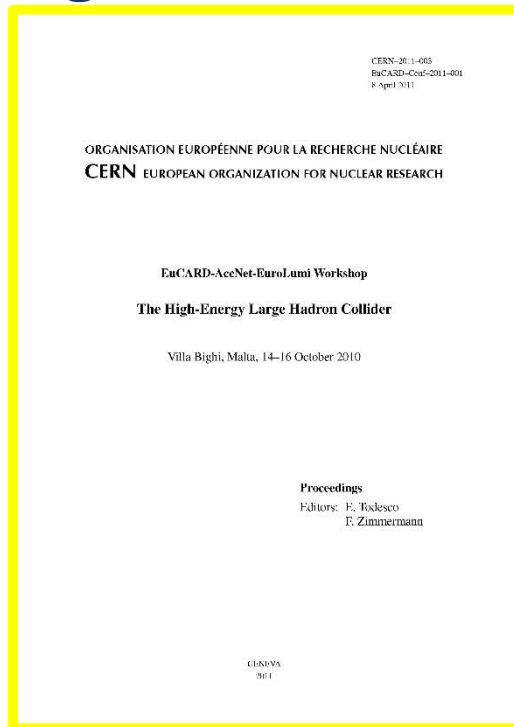 CERN–2011–003
EuCARD–Conf–2011–001
8 April 2011
ORGANISATION EUROPÉENNE POUR LA RECHERCHE NUCLÉAIRE
CERN EUROPEAN ORGANIZATION FOR NUCLEAR RESEARCH
EuCARD-AccNet-EuroLumi Workshop
The High-Energy Large Hadron Collider
Villa Bighi, Malta, 14–16 October 2010
Proceedings
Editors: E. Todesco
F. Zimmermann
GENEVA
2011